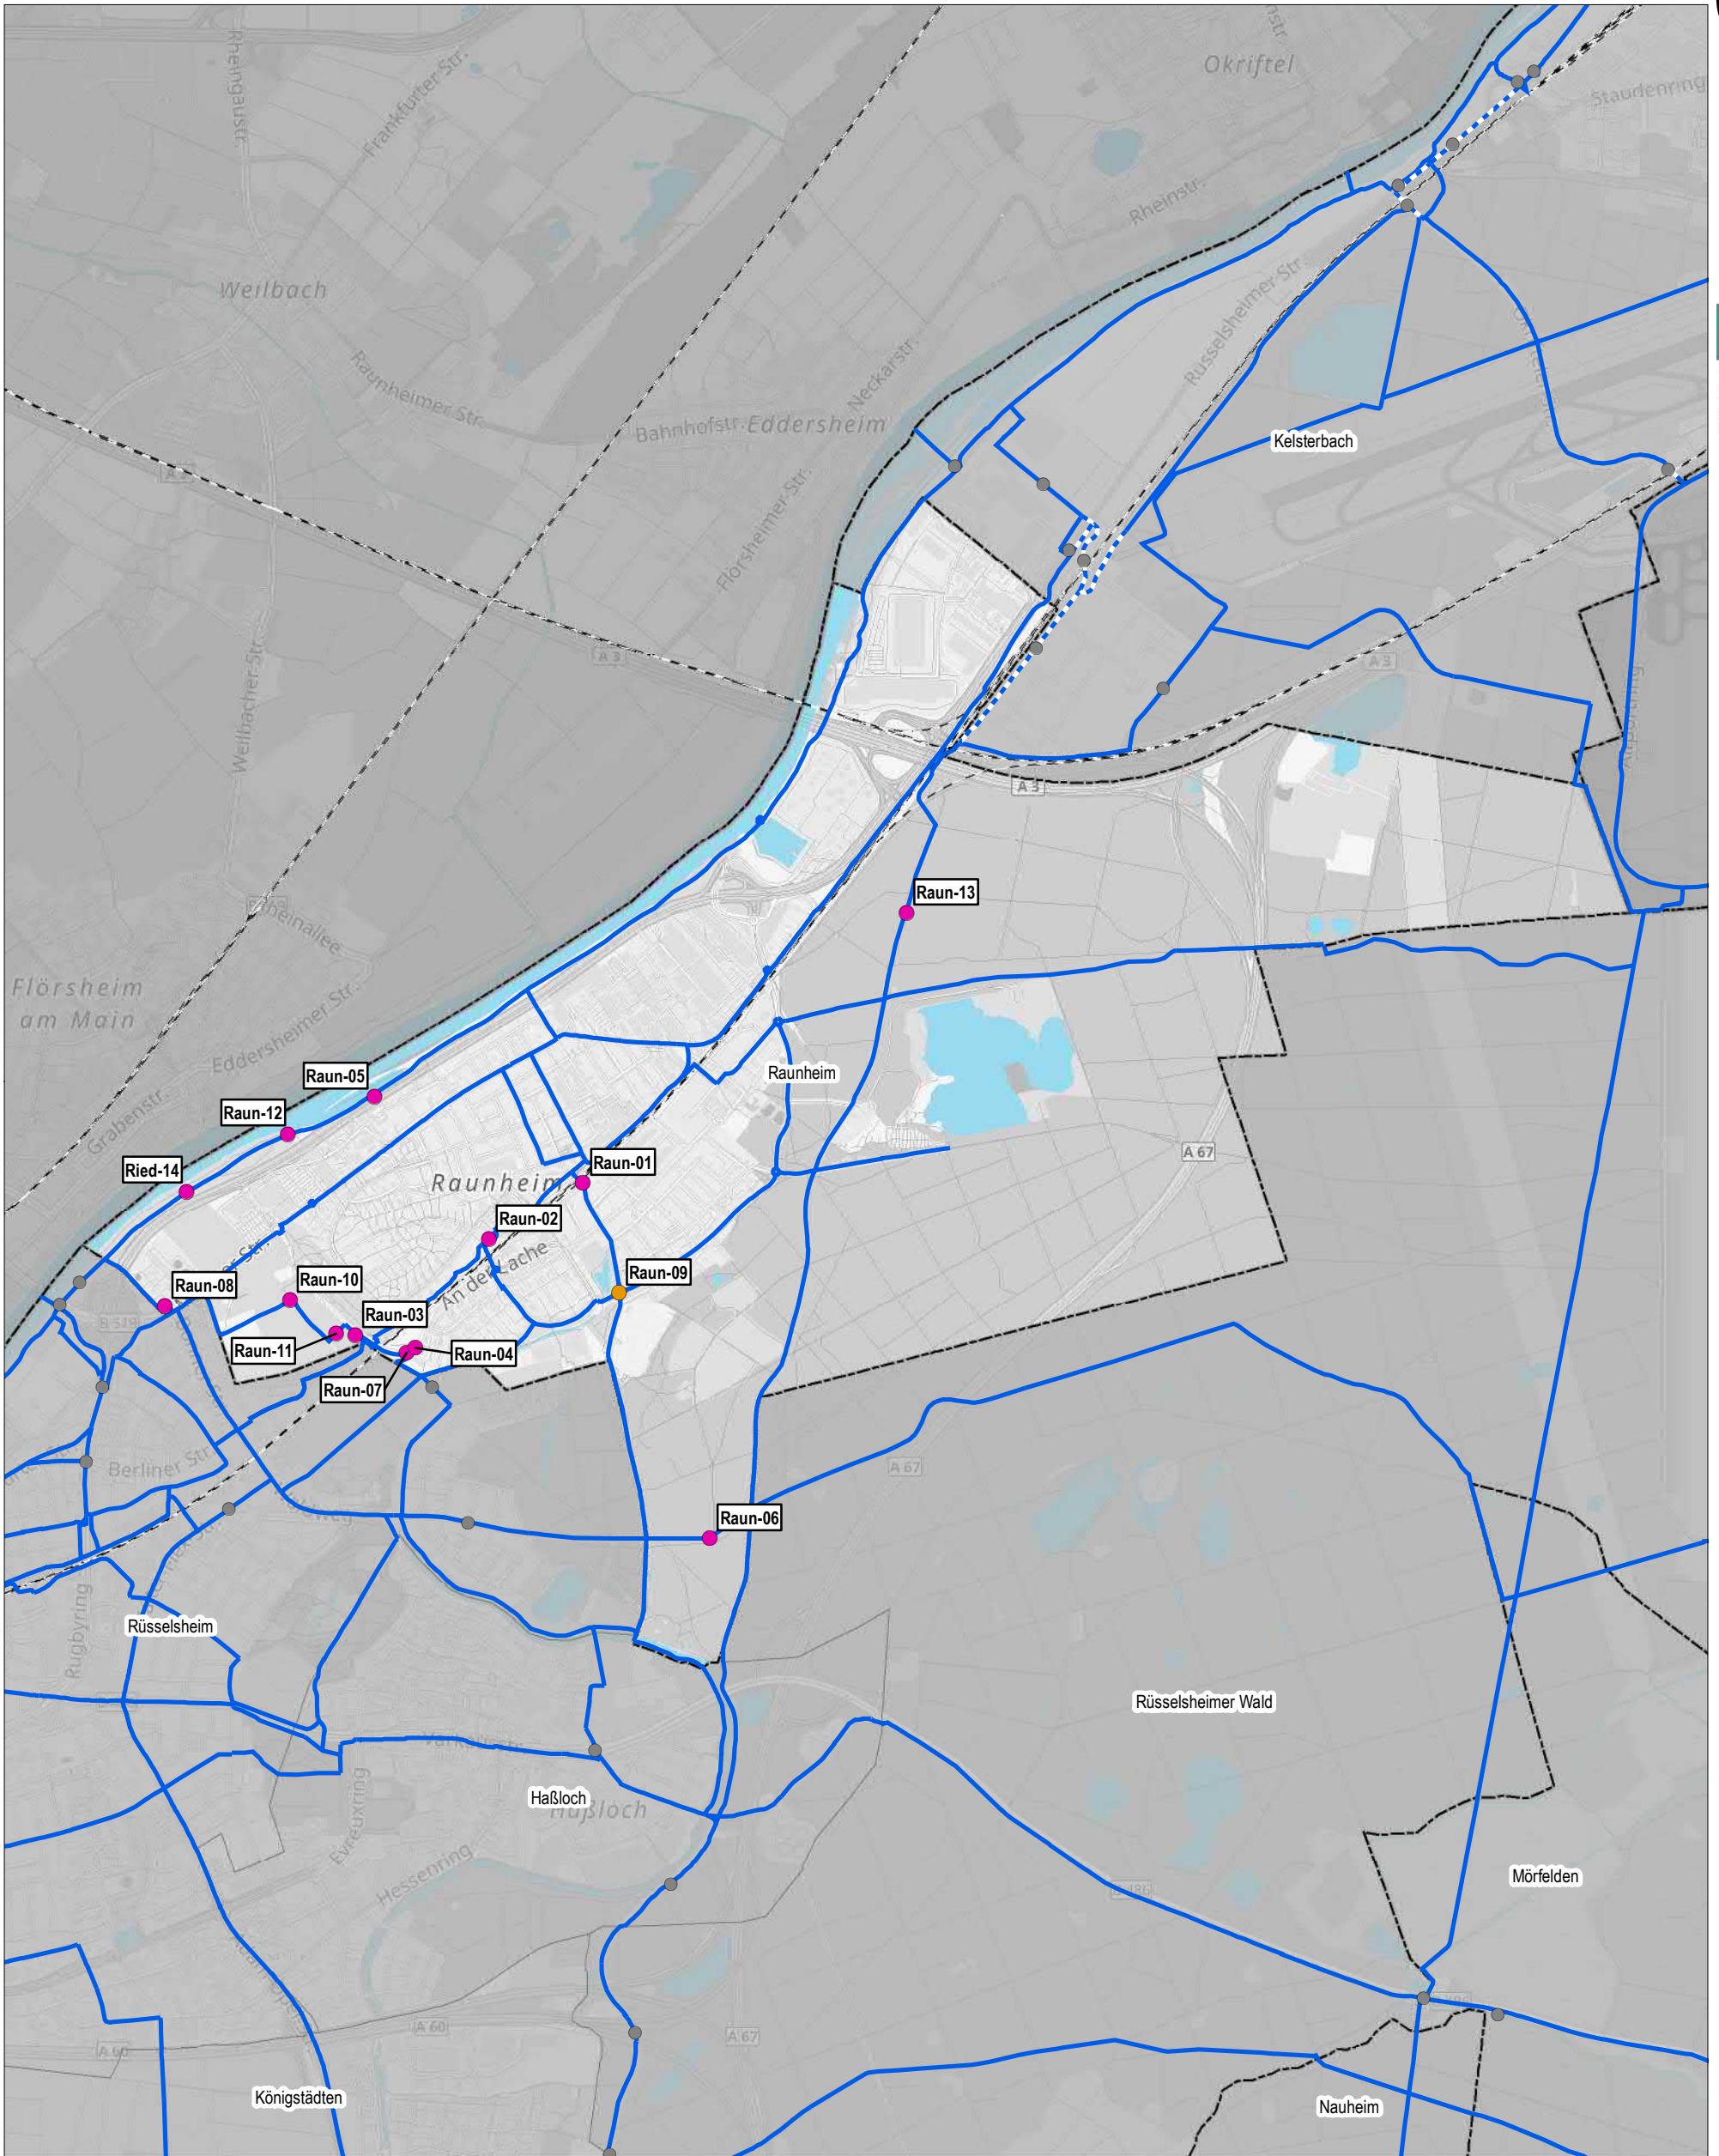 Okriftel
Staudenring
Rheingaustr.
Frankfurter Str.
Rheinstr.
Weilbach
Rüsselsheimer Str.
Raunheimer Str.
Neckarstr.
Bahnhofstr.
Eddersheim
Kelsterbach
A 3
Flörsheimer Str.
A 3
A 3
Weilbacher Str.
Airportring
A 3
Raun-13
Flörsheim
am Main
Eddersheimer Str.
Raunheim
Raun-05
Raun-12
Grabenstr.
A 67
Ried-14
Raun-01
Raunheim
Raun-02
An der Lache
Raun-09
Raun-08
Raun-10
Raun-03
Raun-11
Raun-04
Raun-07
Berliner Str.
A 67
Raun-06
Rugbyring
Rüsselsheim
Rüsselsheimer Wald
Haßloch
Haßloch
Evreuxring
Hessenring
Mörfelden
A 60
A 67
A 60
Königstädten
Nauheim